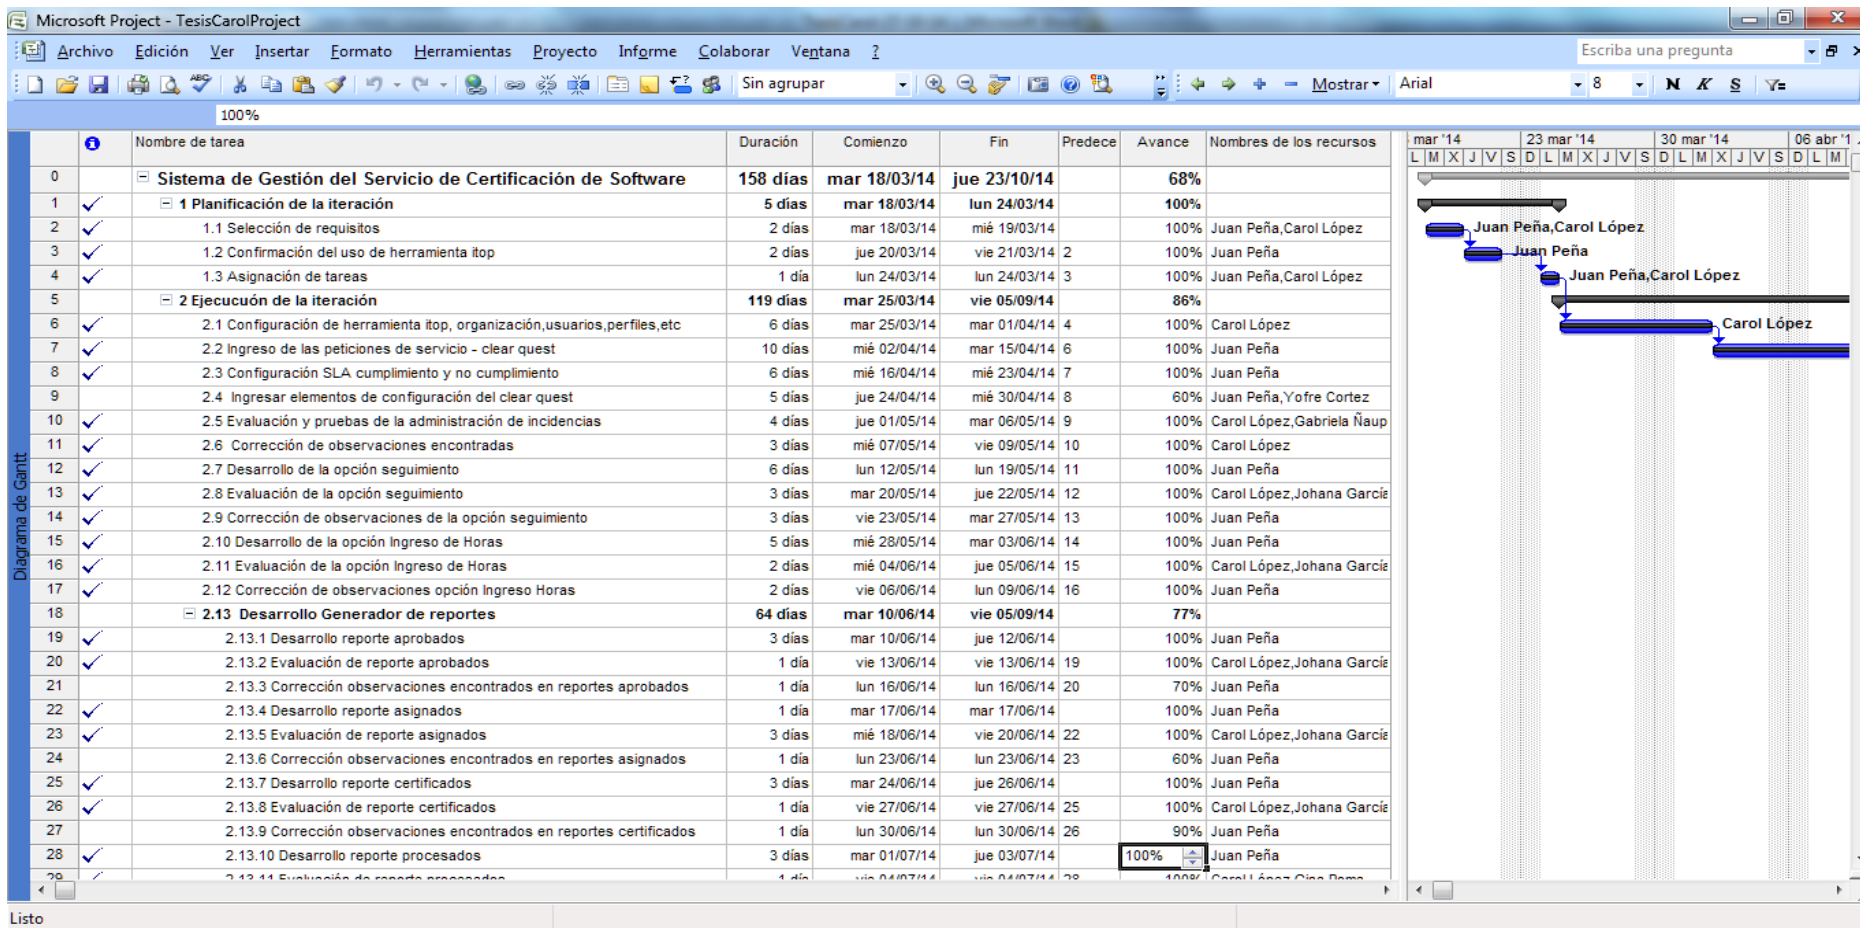 Microsoft Project - TesisCarolProject
Archivo Edición Ver Insertar Formato Herramientas Proyecto Informe Colaborar Ventana ? Escriba una pregunta
Sin agrupar Mostrar Arial 8 N K S
100%
Nombre de tarea Duración Comienzo Fin Predece Avance Nombres de los recursos mar '14 23 mar '14 30 mar '14 06 abr '1
L M X J V S D L M X J V S D L M X J V S D L M
0 Sistema de Gestión del Servicio de Certificación de Software 158 días mar 18/03/14 jue 23/10/14 68%
1 1 Planificación de la iteración 5 días mar 18/03/14 lun 24/03/14 100%
2 1.1 Selección de requisitos 2 días mar 18/03/14 mié 19/03/14 100% Juan Peña,Carol López Juan Peña,Carol López
3 1.2 Confirmación del uso de herramienta itop 2 días jue 20/03/14 vie 21/03/14 2 100% Juan Peña Juan Peña
4 1.3 Asignación de tareas 1 día lun 24/03/14 lun 24/03/14 3 100% Juan Peña,Carol López Juan Peña,Carol López
5 2 Ejecucuón de la iteración 119 días mar 25/03/14 vie 05/09/14 86%
6 2.1 Configuración de herramienta itop, organización,usuarios,perfiles,etc 6 días mar 25/03/14 mar 01/04/14 4 100% Carol López Carol López
7 2.2 Ingreso de las peticiones de servicio - clear quest 10 días mié 02/04/14 mar 15/04/14 6 100% Juan Peña
8 2.3 Configuración SLA cumplimiento y no cumplimiento 6 días mié 16/04/14 mié 23/04/14 7 100% Juan Peña
9 2.4 Ingresar elementos de configuración del clear quest 5 días jue 24/04/14 mié 30/04/14 8 60% Juan Peña,Yofre Cortez
10 2.5 Evaluación y pruebas de la administración de incidencias 4 días jue 01/05/14 mar 06/05/14 9 100% Carol López,Gabriela Ñaup
11 2.6 Corrección de observaciones encontradas 3 días mié 07/05/14 vie 09/05/14 10 100% Carol López
12 2.7 Desarrollo de la opción seguimiento 6 días lun 12/05/14 lun 19/05/14 11 100% Juan Peña
13 2.8 Evaluación de la opción seguimiento 3 días mar 20/05/14 jue 22/05/14 12 100% Carol López,Johana García
14 2.9 Corrección de observaciones de la opción seguimiento 3 días vie 23/05/14 mar 27/05/14 13 100% Juan Peña
15 2.10 Desarrollo de la opción Ingreso de Horas 5 días mié 28/05/14 mar 03/06/14 14 100% Juan Peña
16 2.11 Evaluación de la opción Ingreso de Horas 2 días mié 04/06/14 jue 05/06/14 15 100% Carol López,Johana García
17 2.12 Corrección de observaciones opción Ingreso Horas 2 días vie 06/06/14 lun 09/06/14 16 100% Juan Peña
18 2.13 Desarrollo Generador de reportes 64 días mar 10/06/14 vie 05/09/14 77%
19 2.13.1 Desarrollo reporte aprobados 3 días mar 10/06/14 jue 12/06/14 100% Juan Peña
20 2.13.2 Evaluación de reporte aprobados 1 día vie 13/06/14 vie 13/06/14 19 100% Carol López,Johana García
21 2.13.3 Corrección observaciones encontrados en reportes aprobados 1 día lun 16/06/14 lun 16/06/14 20 70% Juan Peña
22 2.13.4 Desarrollo reporte asignados 1 día mar 17/06/14 mar 17/06/14 100% Juan Peña
23 2.13.5 Evaluación de reporte asignados 3 días mié 18/06/14 vie 20/06/14 22 100% Carol López,Johana García
24 2.13.6 Corrección observaciones encontrados en reportes asignados 1 día lun 23/06/14 lun 23/06/14 23 60% Juan Peña
25 2.13.7 Desarrollo reporte certificados 3 días mar 24/06/14 jue 26/06/14 100% Juan Peña
26 2.13.8 Evaluación de reporte certificados 1 día vie 27/06/14 vie 27/06/14 25 100% Carol López,Johana García
27 2.13.9 Corrección observaciones encontrados en reportes certificados 1 día lun 30/06/14 lun 30/06/14 26 90% Juan Peña
28 2.13.10 Desarrollo reporte procesados 3 días mar 01/07/14 jue 03/07/14 100% Juan Peña
29 2.13.11 Evaluación de reporte procesados 1 día vie 04/07/14 vie 04/07/14 28 100%
Diagrama de Gantt
Listo